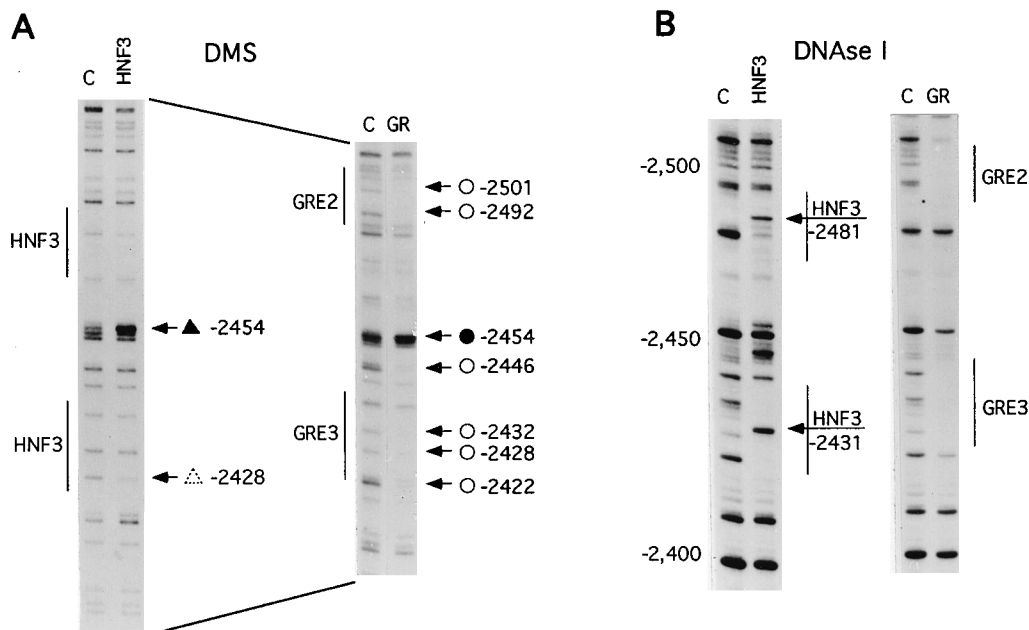 A
DMS
C
HNF3
HNF3
-2454
HNF3
-2428
C GR
GRE2
-2501
-2492
-2454
-2446
GRE3
-2432
-2428
-2422
B
DNAse I
C
HNF3
-2,500
HNF3
-2481
-2,450
HNF3
-2431
-2,400
C GR
GRE2
GRE3